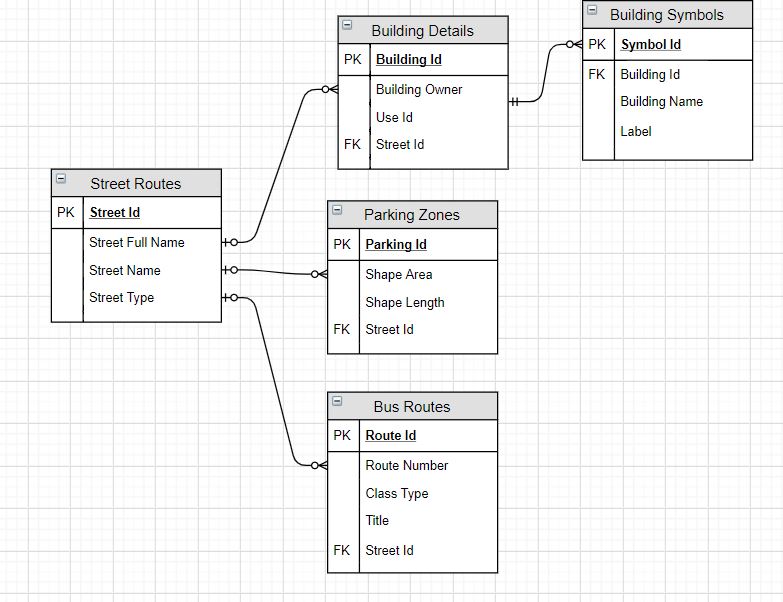 Building Details
PK Building Id
Building Owner
Use Id
FK Street Id
Building Symbols
PK Symbol Id
FK Building Id
Building Name
Label
Street Routes
PK Street Id
Street Full Name
Street Name
Street Type
Parking Zones
PK Parking Id
Shape Area
Shape Length
FK Street Id
Bus Routes
PK Route Id
Route Number
Class Type
Title
FK Street Id